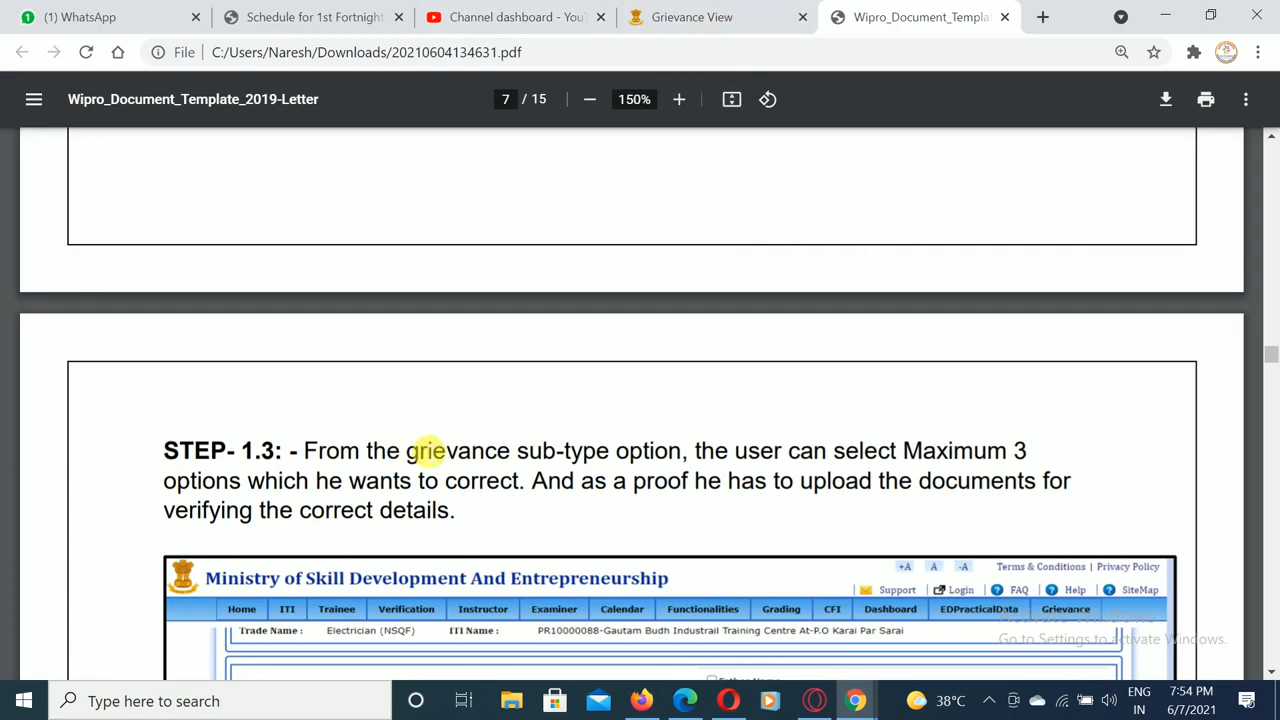 (1) WhatsApp
Schedule for 1st Fortnight
Channel dashboard - YouT
Grievance View
Wipro_Document_Templa
File
C:/Users/Naresh/Downloads/20210604134631.pdf
Wipro_Document_Template_2019-Letter
7 / 15
150%
STEP- 1.3: - From the grievance sub-type option, the user can select Maximum 3
options which he wants to correct. And as a proof he has to upload the documents for
verifying the correct details.
Ministry of Skill Development And Entrepreneurship
+A A -A Terms & Conditions | Privacy Policy
Support Login FAQ Help SiteMap
Home ITI Trainee Verification Instructor Examiner Calendar Functionalities Grading CFI Dashboard EDPracticalData Grievance
Trade Name : Electrician (NSQF) ITI Name : PR10000088-Gautam Budh Industrail Training Centre At-P.O Karai Par Sarai
Activate Windows
Go to Settings to activate Windows.
Father Name
Type here to search
38°C
ENG
IN
7:54 PM
6/7/2021